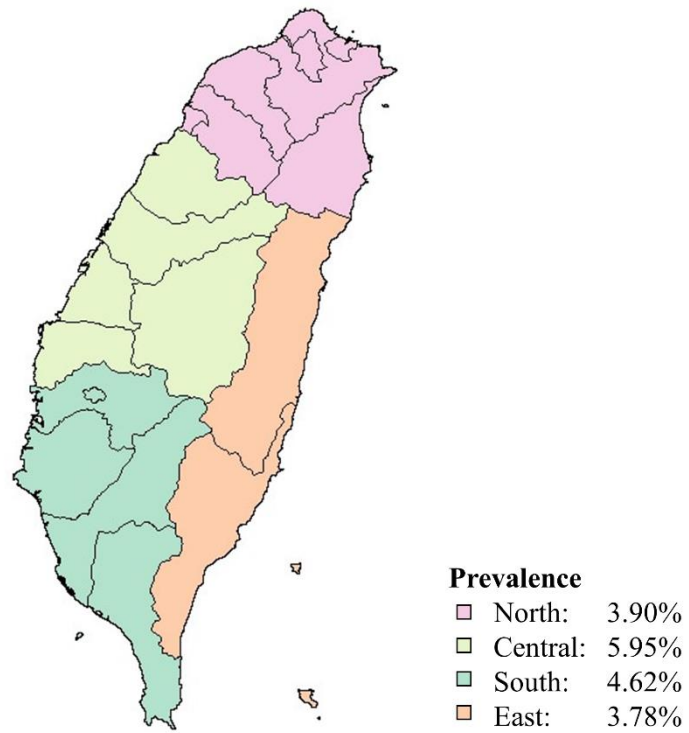 Prevalence
North: 3.90%
Central: 5.95%
South: 4.62%
East: 3.78%